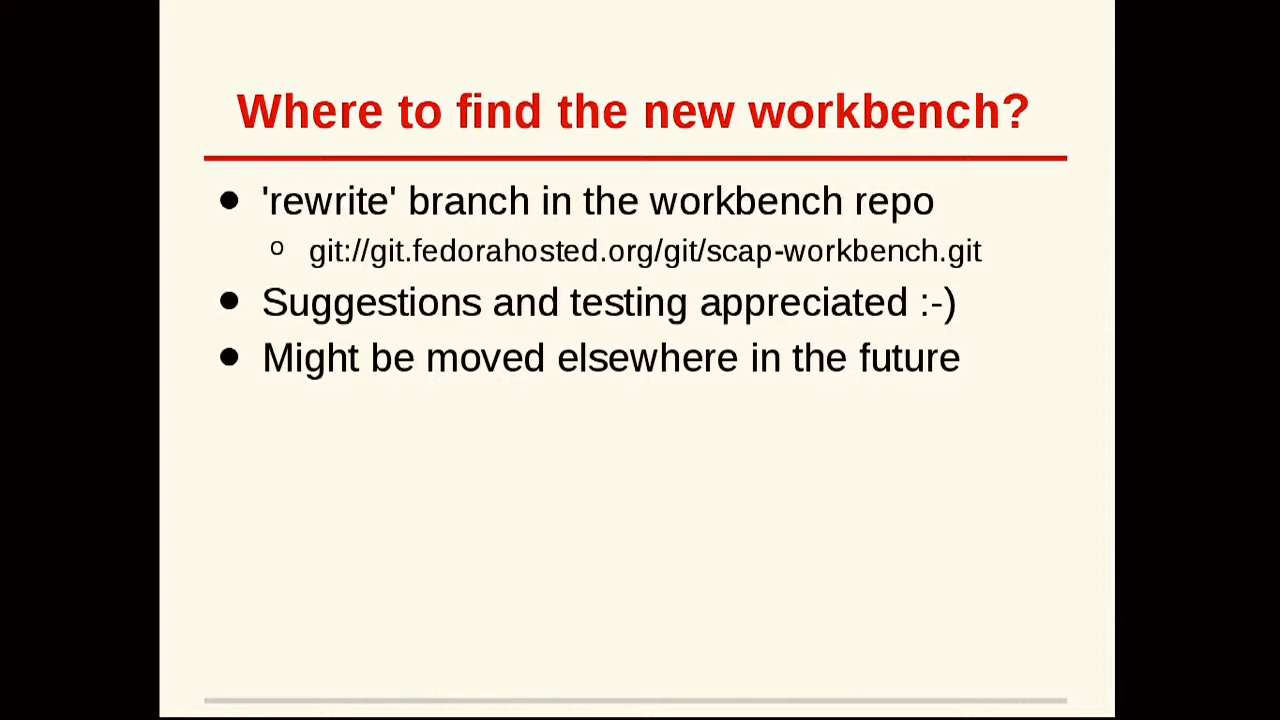 Where to find the new workbench?
'rewrite' branch in the workbench repo
git://git.fedorahosted.org/git/scap-workbench.git
Suggestions and testing appreciated :-)
Might be moved elsewhere in the future